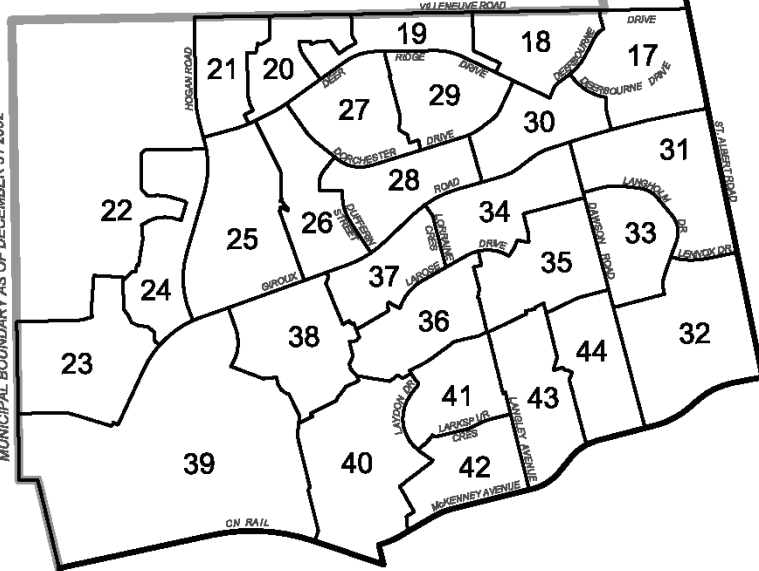 VILLENEUVE ROAD
DRIVE
19
18
17
DEERBOURNE
DEERBOURNE DRIVE
21
20
HOGAN ROAD
DEER
RIDGE
DRIVE
27
29
30
DORCHESTER
DRIVE
ST. ALBERT ROAD
31
28
ROAD
LANGHOLM
DR
22
25
26
DUFFERIN
STREET
34
LORRAINE
CRES
DRIVE
DAWSON
ROAD
33
LENNOX DR
MUNICIPAL BOUNDARY AS OF DECEMBER 31 2002
24
GIROUX
37
LAROSE
35
36
38
32
44
23
41
43
LAYDON DR
LARKSPUR
CRES
LANGLEY AVENUE
39
40
42
McKENNEY AVENUE
CN RAIL